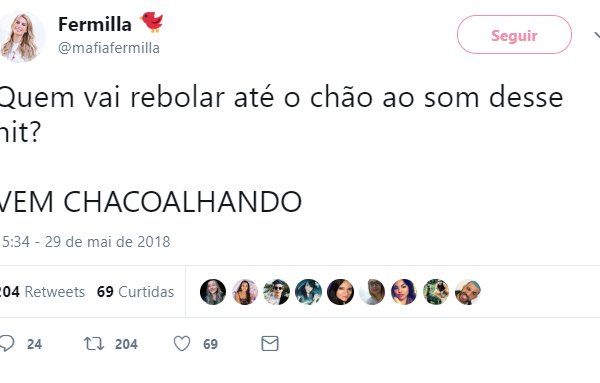 Fermilla
@mafiafermilla
Seguir
Quem vai rebolar até o chão ao som desse
hit?
VEM CHACOALHANDO
15:34 - 29 de mai de 2018
204 Retweets 69 Curtidas
24 204 69